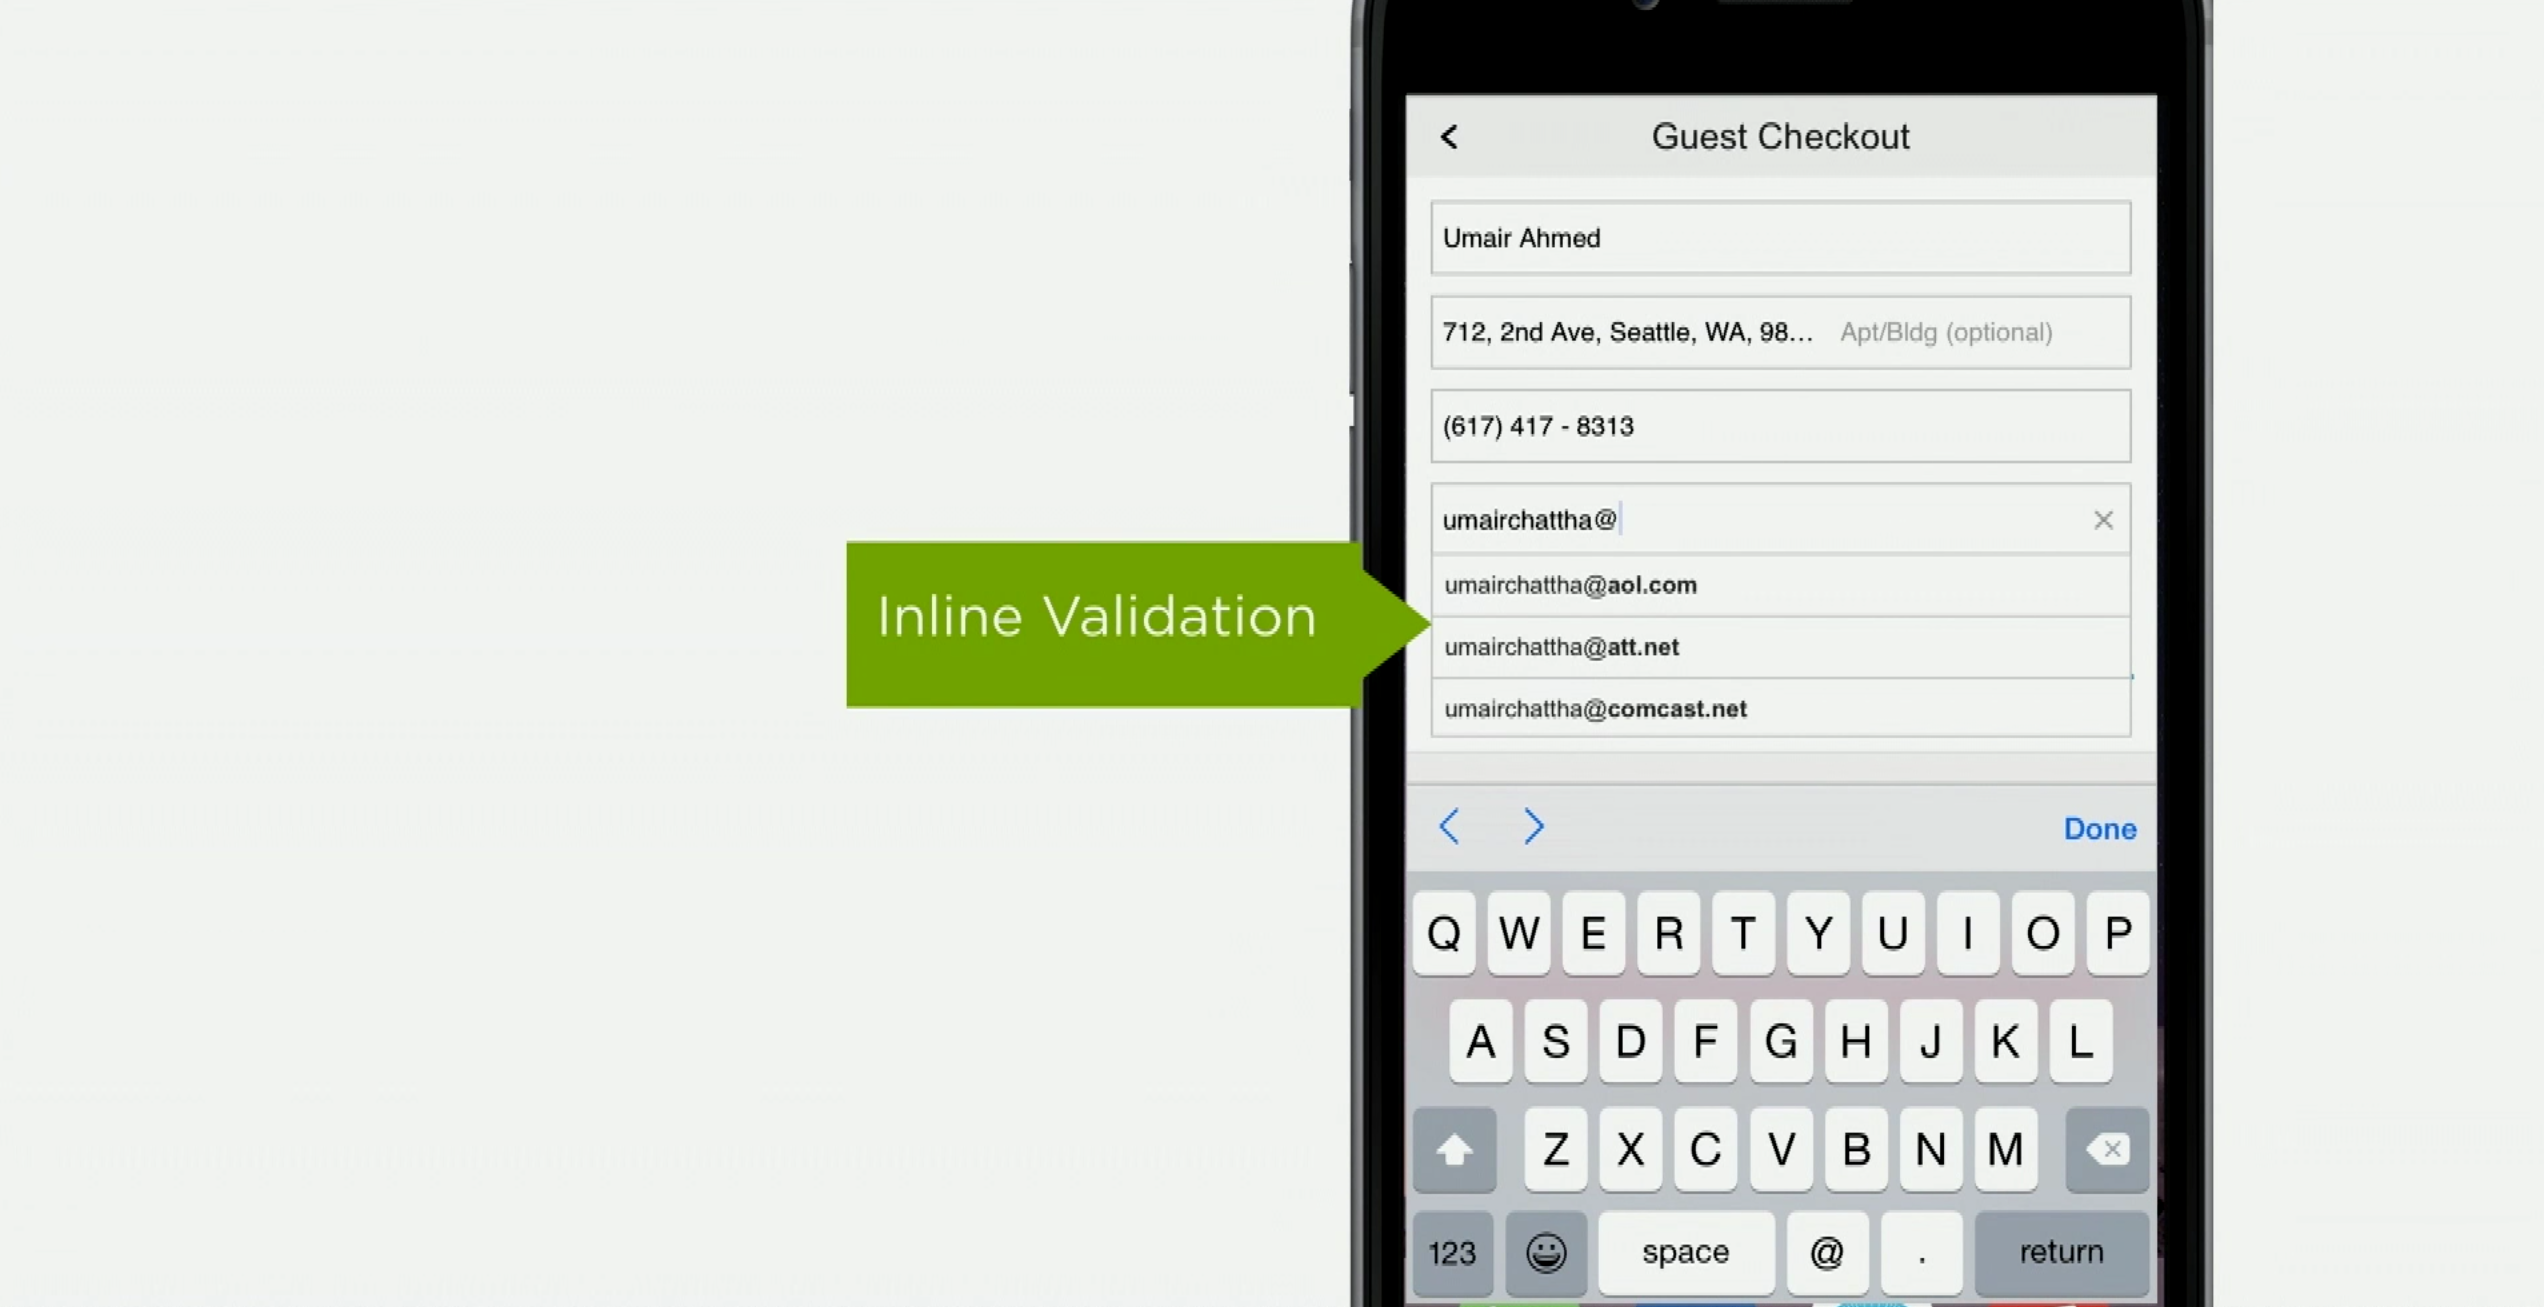 Guest Checkout
Umair Ahmed
712, 2nd Ave, Seattle, WA, 98... Apt/Bldg (optional)
(617) 417 - 8313
umairchattha@
Inline Validation
umairchattha@aol.com
umairchattha@att.net
umairchattha@comcast.net
Done
Q W E R T Y U I O P
A S D F G H J K L
Z X C V B N M
123 space @ . return